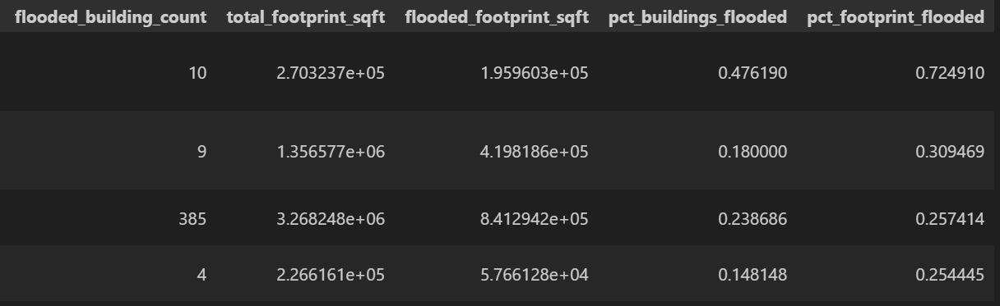 flooded_building_count total_footprint_sqft flooded_footprint_sqft pct_buildings_flooded pct_footprint_flooded
10 2.703237e+05 1.959603e+05 0.476190 0.724910
9 1.356577e+06 4.198186e+05 0.180000 0.309469
385 3.268248e+06 8.412942e+05 0.238686 0.257414
4 2.266161e+05 5.766128e+04 0.148148 0.254445